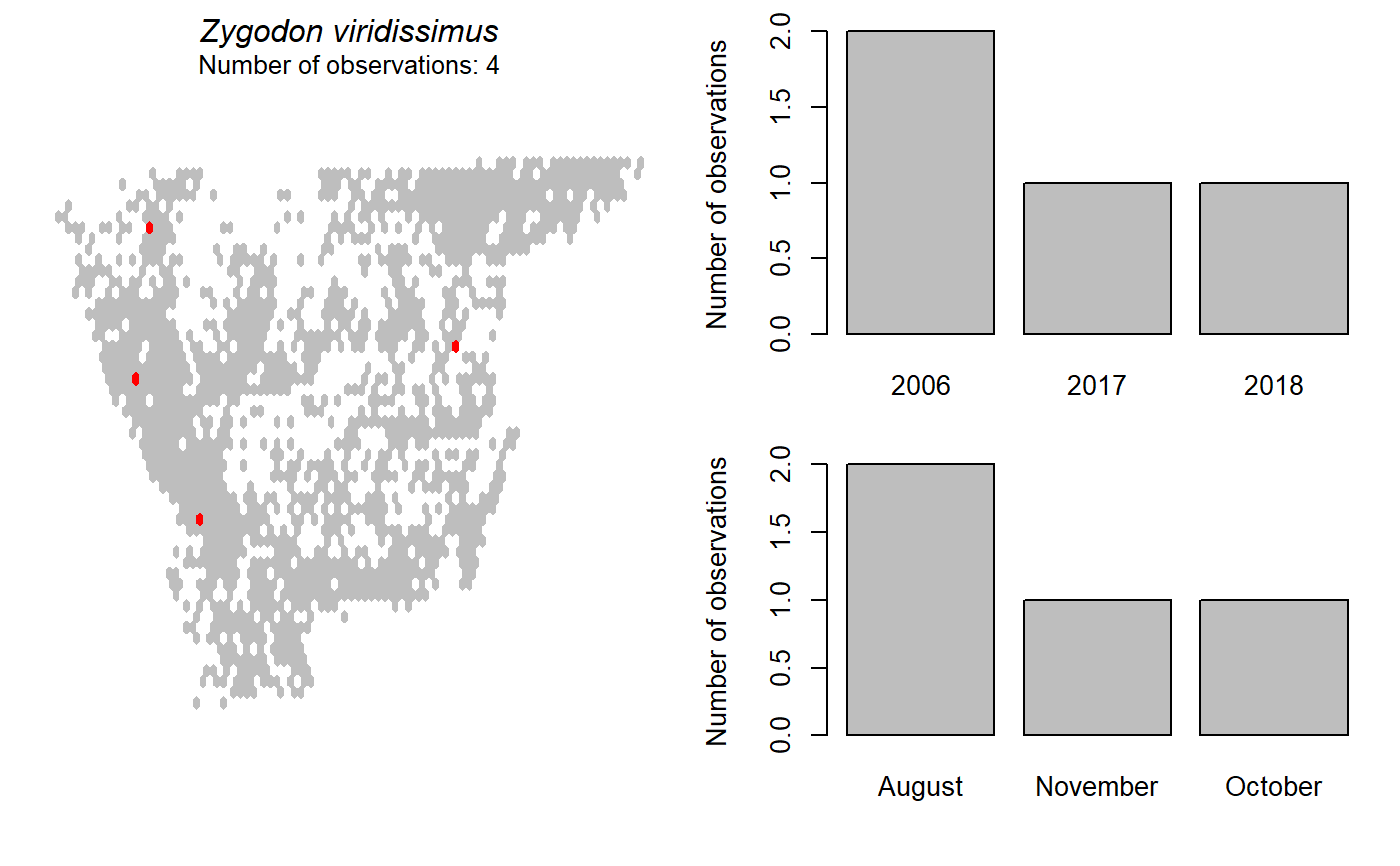 Zygodon viridissimus
Number of observations: 4
Number of observations
2.0
1.5
1.0
0.5
0.0
2006 2017 2018
Number of observations
2.0
1.5
1.0
0.5
0.0
August November October